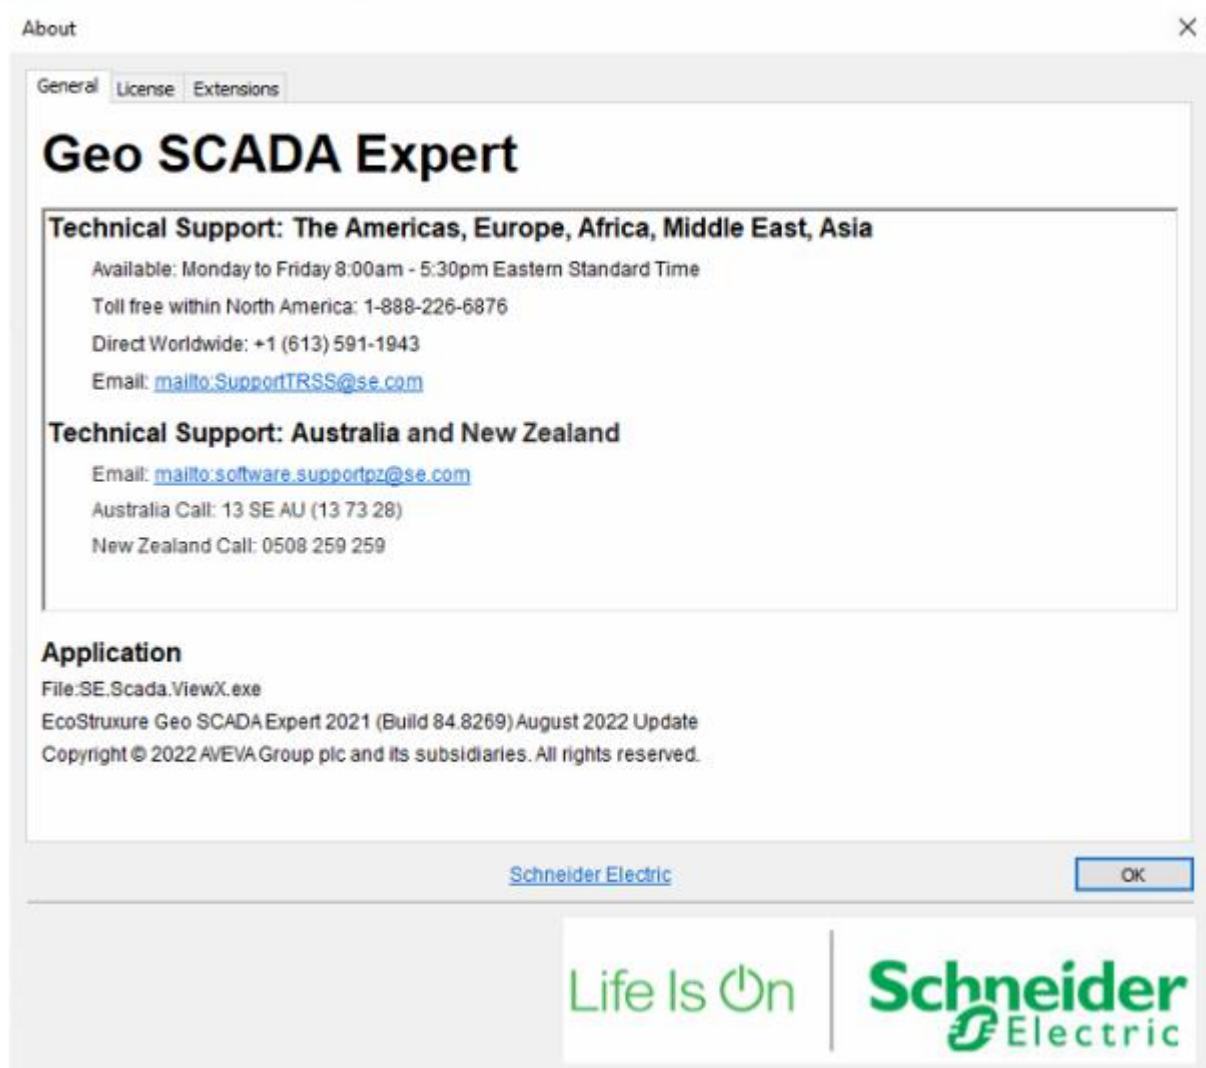 About
General License Extensions
Geo SCADA Expert
Technical Support: The Americas, Europe, Africa, Middle East, Asia
Available: Monday to Friday 8:00am - 5:30pm Eastern Standard Time
Toll free within North America: 1-888-226-6876
Direct Worldwide: +1 (613) 591-1943
Email: mailto:SupportTRSS@se.com
Technical Support: Australia and New Zealand
Email: mailto:software.supportpz@se.com
Australia Call: 13 SE AU (13 73 28)
New Zealand Call: 0508 259 259
Application
File:SE.Scada.ViewX.exe
EcoStruxure Geo SCADA Expert 2021 (Build 84.8269) August 2022 Update
Copyright © 2022 AVEVA Group plc and its subsidiaries. All rights reserved.
Schneider Electric
OK
Life Is On
Schneider
Electric